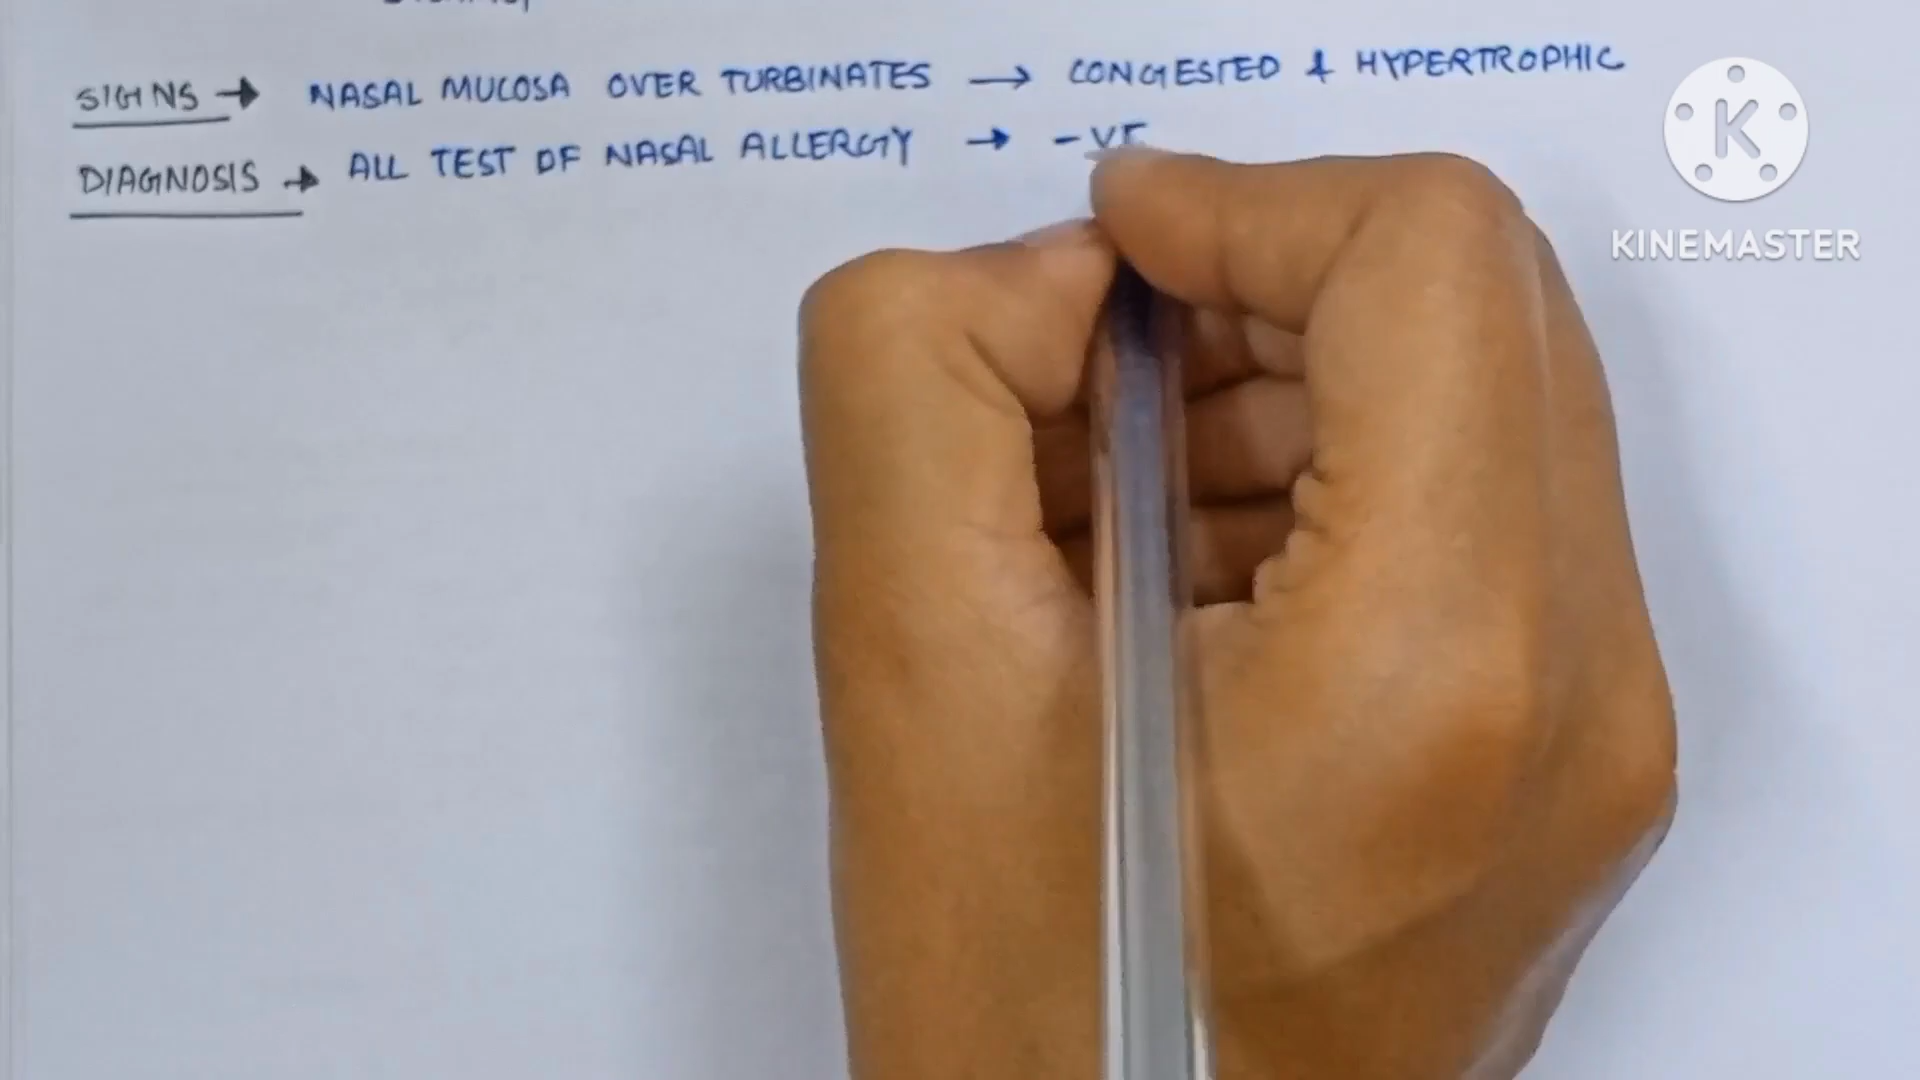 SIGNS → NASAL MUCOSA OVER TURBINATES → CONGESTED & HYPERTROPHIC
DIAGNOSIS → ALL TEST OF NASAL ALLERGY → -VE
K
KINEMASTER